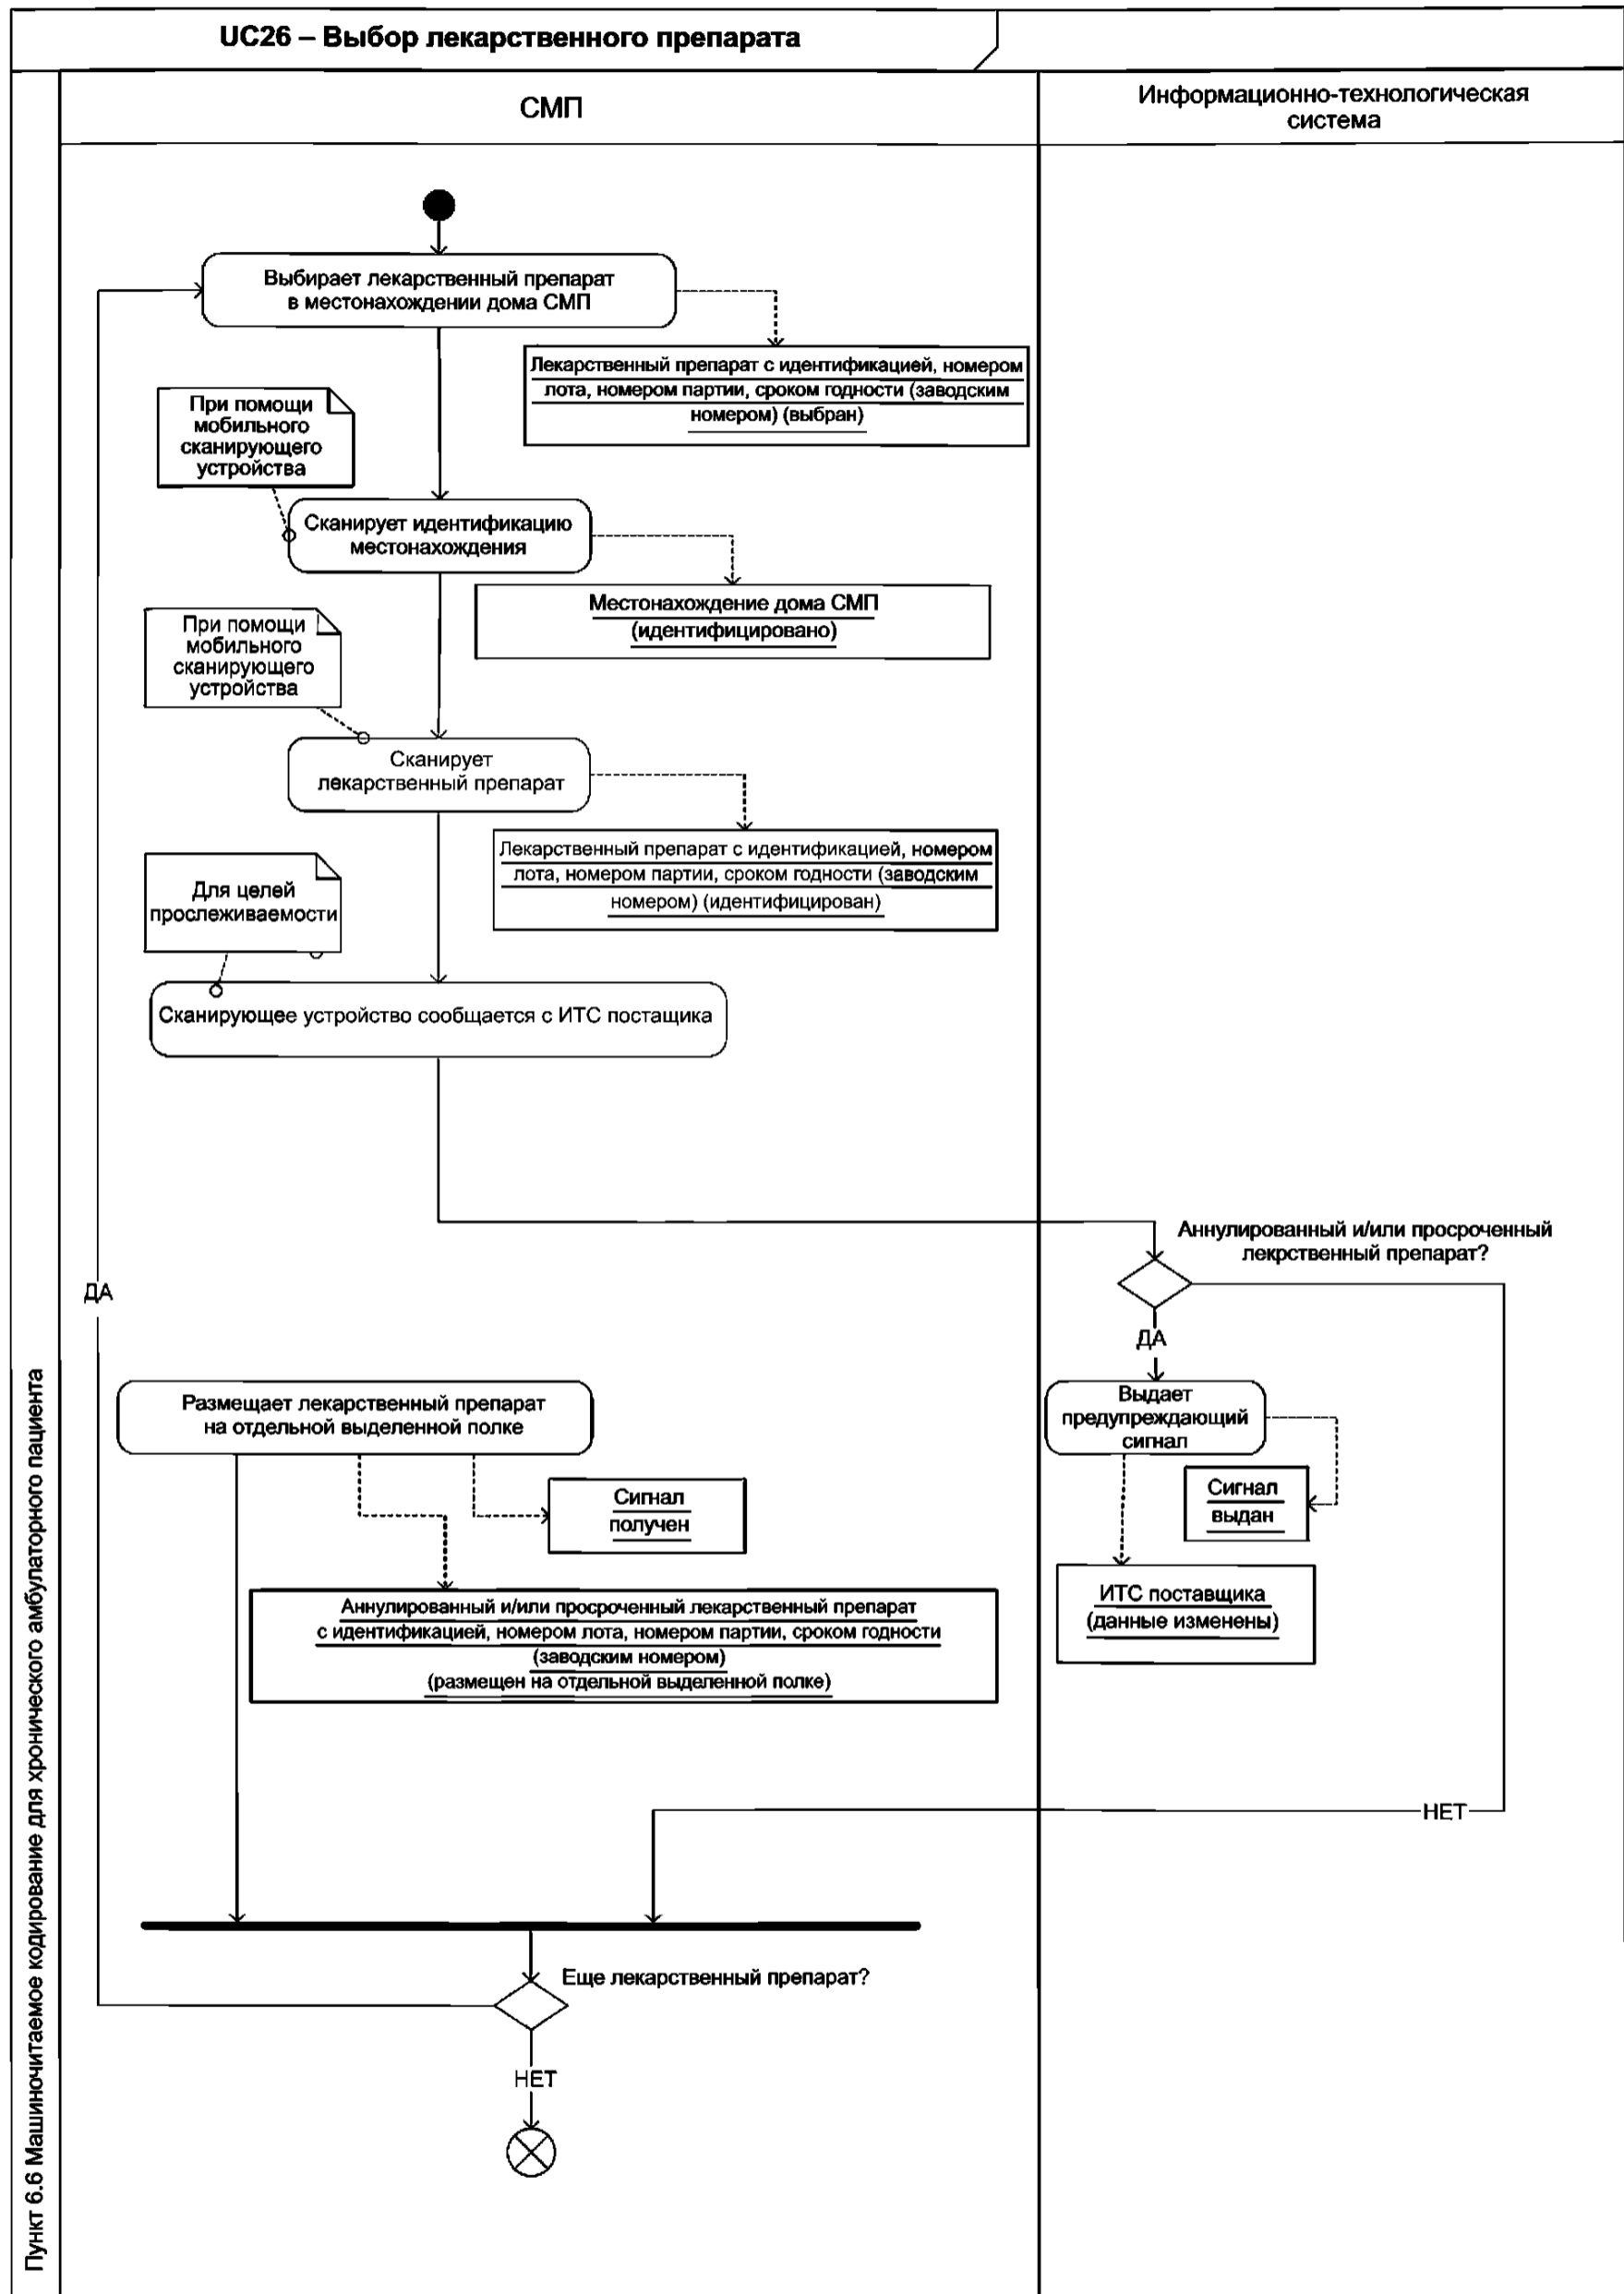 UC26 – Выбор лекарственного препарата
СМП
Информационно-технологическая
система
Выбирает лекарственный препарат
в местонахождении дома СМП
Лекарственный препарат с идентификацией, номером
лота, номером партии, сроком годности (заводским
номером) (выбран)
При помощи
мобильного
сканирующего
устройства
Сканирует идентификацию
местонахождения
Местонахождение дома СМП
(идентифицировано)
При помощи
мобильного
сканирующего
устройства
Сканирует
лекарственный препарат
Лекарственный препарат с идентификацией, номером
лота, номером партии, сроком годности (заводским
номером) (идентифицирован)
Для целей
прослеживаемости
Сканирующее устройство сообщается с ИТС постащика
Аннулированный и/или просроченный
лекрственный препарат?
ДА
ДА
Размещает лекарственный препарат
на отдельной выделенной полке
Выдает
предупреждающий
сигнал
Сигнал
получен
Сигнал
выдан
Аннулированный и/или просроченный лекарственный препарат
с идентификацией, номером лота, номером партии, сроком годности
(заводским номером)
(размещен на отдельной выделенной полке)
ИТС поставщика
(данные изменены)
НЕТ
Еще лекарственный препарат?
НЕТ
Пункт 6.6 Машиночитаемое кодирование для хронического амбулаторного пациента